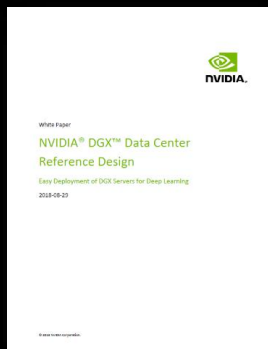 NVIDIA.
White Paper
NVIDIA® DGX™ Data Center
Reference Design
Easy Deployment of DGX Servers for Deep Learning
2018-08-29